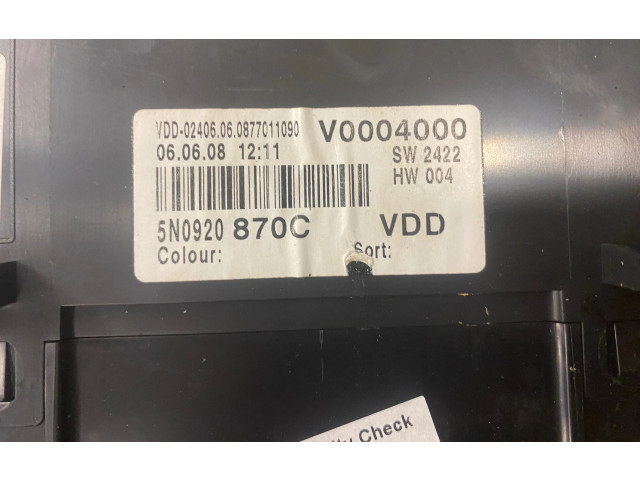 VDD-02406.06.0877011090 V0004000
06.06.08 12:11 SW 2422
HW 004
5N0920 870C VDD
Colour: Sort:
Check